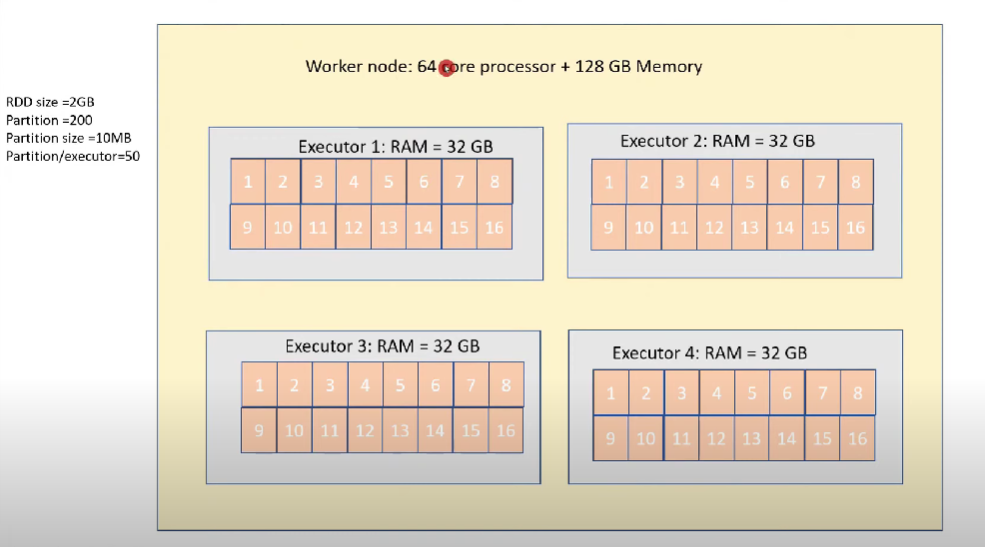 Worker node: 64 core processor + 128 GB Memory
RDD size =2GB
Partition =200
Partition size =10MB
Partition/executor=50
Executor 1: RAM = 32 GB
1 2 3 4 5 6 7 8
9 10 11 12 13 14 15 16
Executor 2: RAM = 32 GB
1 2 3 4 5 6 7 8
9 10 11 12 13 14 15 16
Executor 3: RAM = 32 GB
1 2 3 4 5 6 7 8
9 10 11 12 13 14 15 16
Executor 4: RAM = 32 GB
1 2 3 4 5 6 7 8
9 10 11 12 13 14 15 16